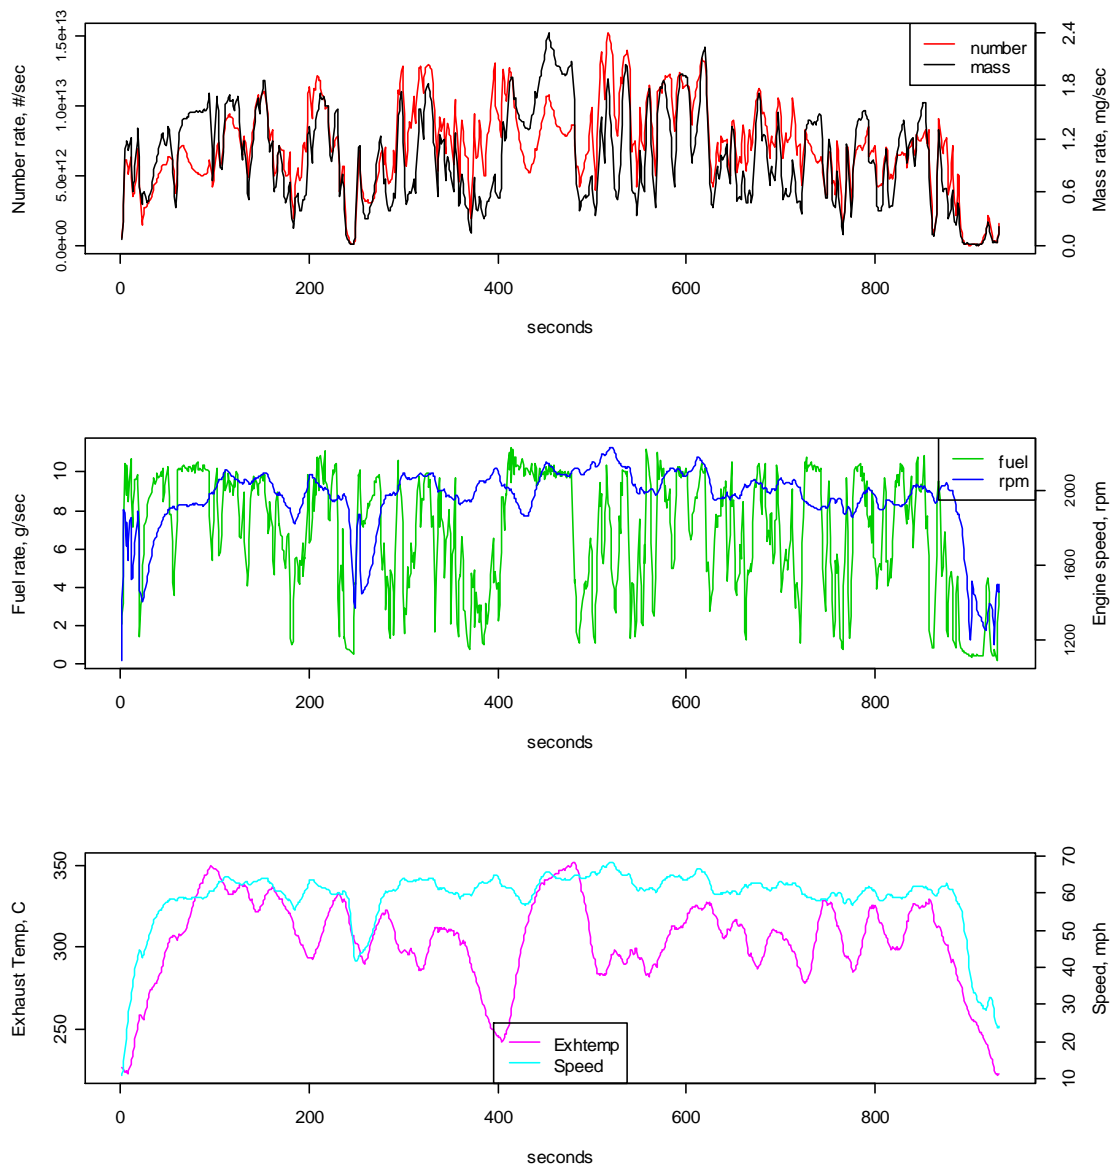 Number rate, #/sec
0.0e+00 5.0e+12 1.0e+13 1.5e+13
number
mass
0.0 0.6 1.2 1.8 2.4
Mass rate, mg/sec
0 200 400 600 800
seconds
Fuel rate, g/sec
0 2 4 6 8 10
fuel
rpm
1200 1600 2000
Engine speed, rpm
0 200 400 600 800
seconds
Exhaust Temp, C
250 300 350
Exhtemp
Speed
10 20 30 40 50 60 70
Speed, mph
0 200 400 600 800
seconds